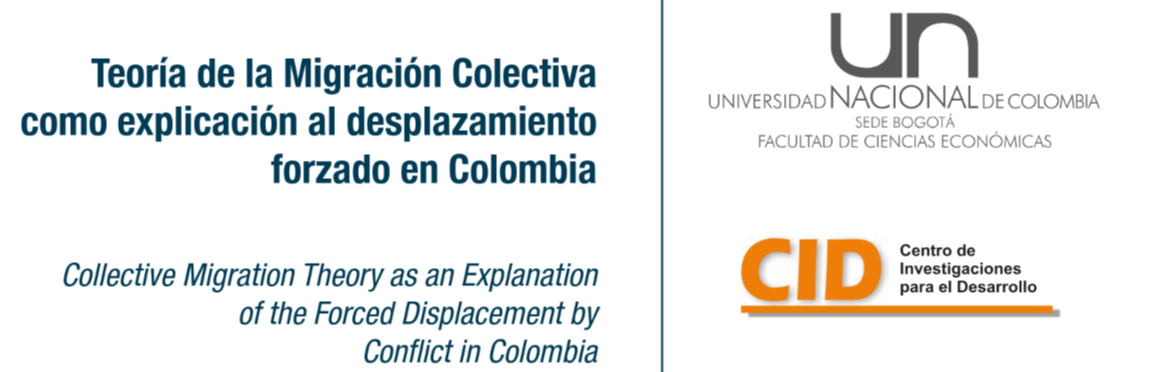 Teoría de la Migración Colectiva
como explicación al desplazamiento
forzado en Colombia
Collective Migration Theory as an Explanation
of the Forced Displacement by
Conflict in Colombia
un
UNIVERSIDAD NACIONAL DE COLOMBIA
SEDE BOGOTÁ
FACULTAD DE CIENCIAS ECONÓMICAS
CID
Centro de
Investigaciones
para el Desarrollo